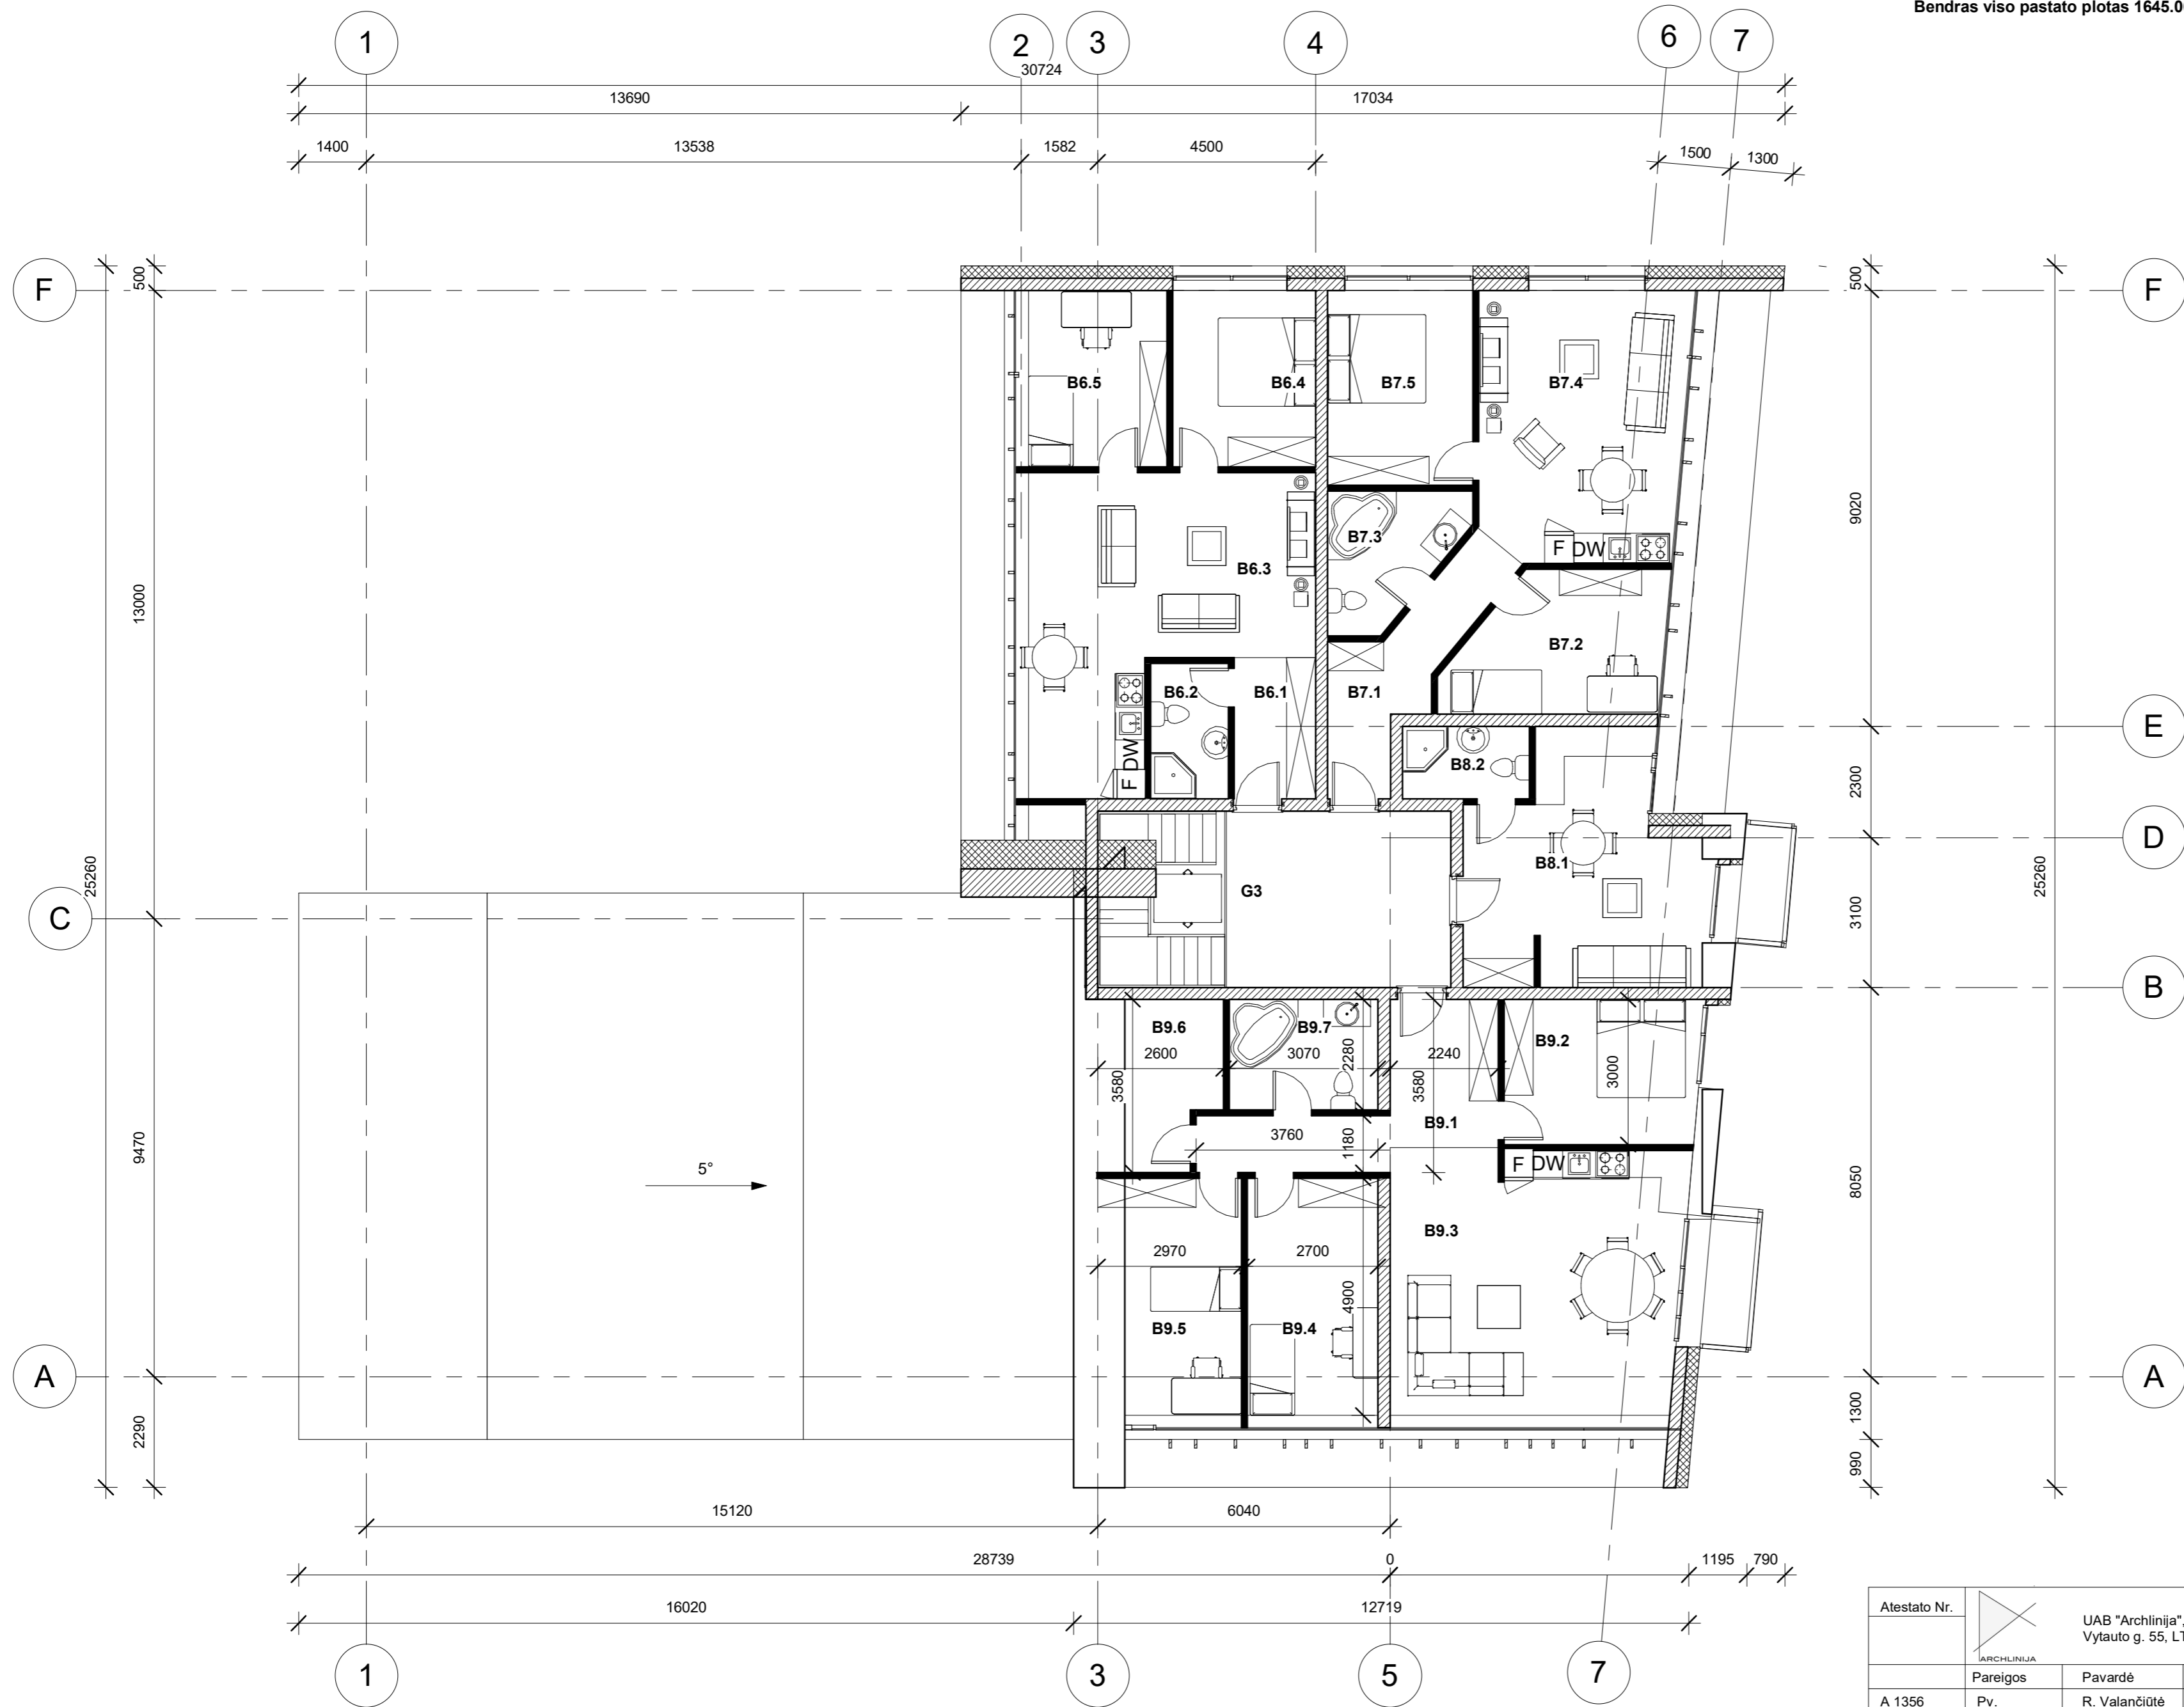 Bendras viso pastato plotas 1645.0
1 2 3 4 6 7
30724
13690 17034
1400 13538 1582 4500 1500 1300
F 500 500 F
B6.5 B6.4 B7.5 B7.4
9020
F DW
B7.3
B6.3
13000
B7.2
B6.2 B6.1 B7.1
F DW
E
B8.2
2300
D
B8.1
25260 25260
G3
C
3100
B
B9.6 B9.7 B9.2
2600 3070 2280 2240 3000
3580 3580
B9.1
3760 1180
F DW
9470
5°
8050
B9.3
2970 2700
4900
B9.5 B9.4
A A
2290 1300
990
15120 6040
28739 0 1195 790
16020 12719
1 3 5 7
Atestato Nr.
ARCHLINIJA
UAB "Archlinija",
Vytauto g. 55, LT
Pareigos Pavardė
A 1356 Pv. R. Valančiūtė